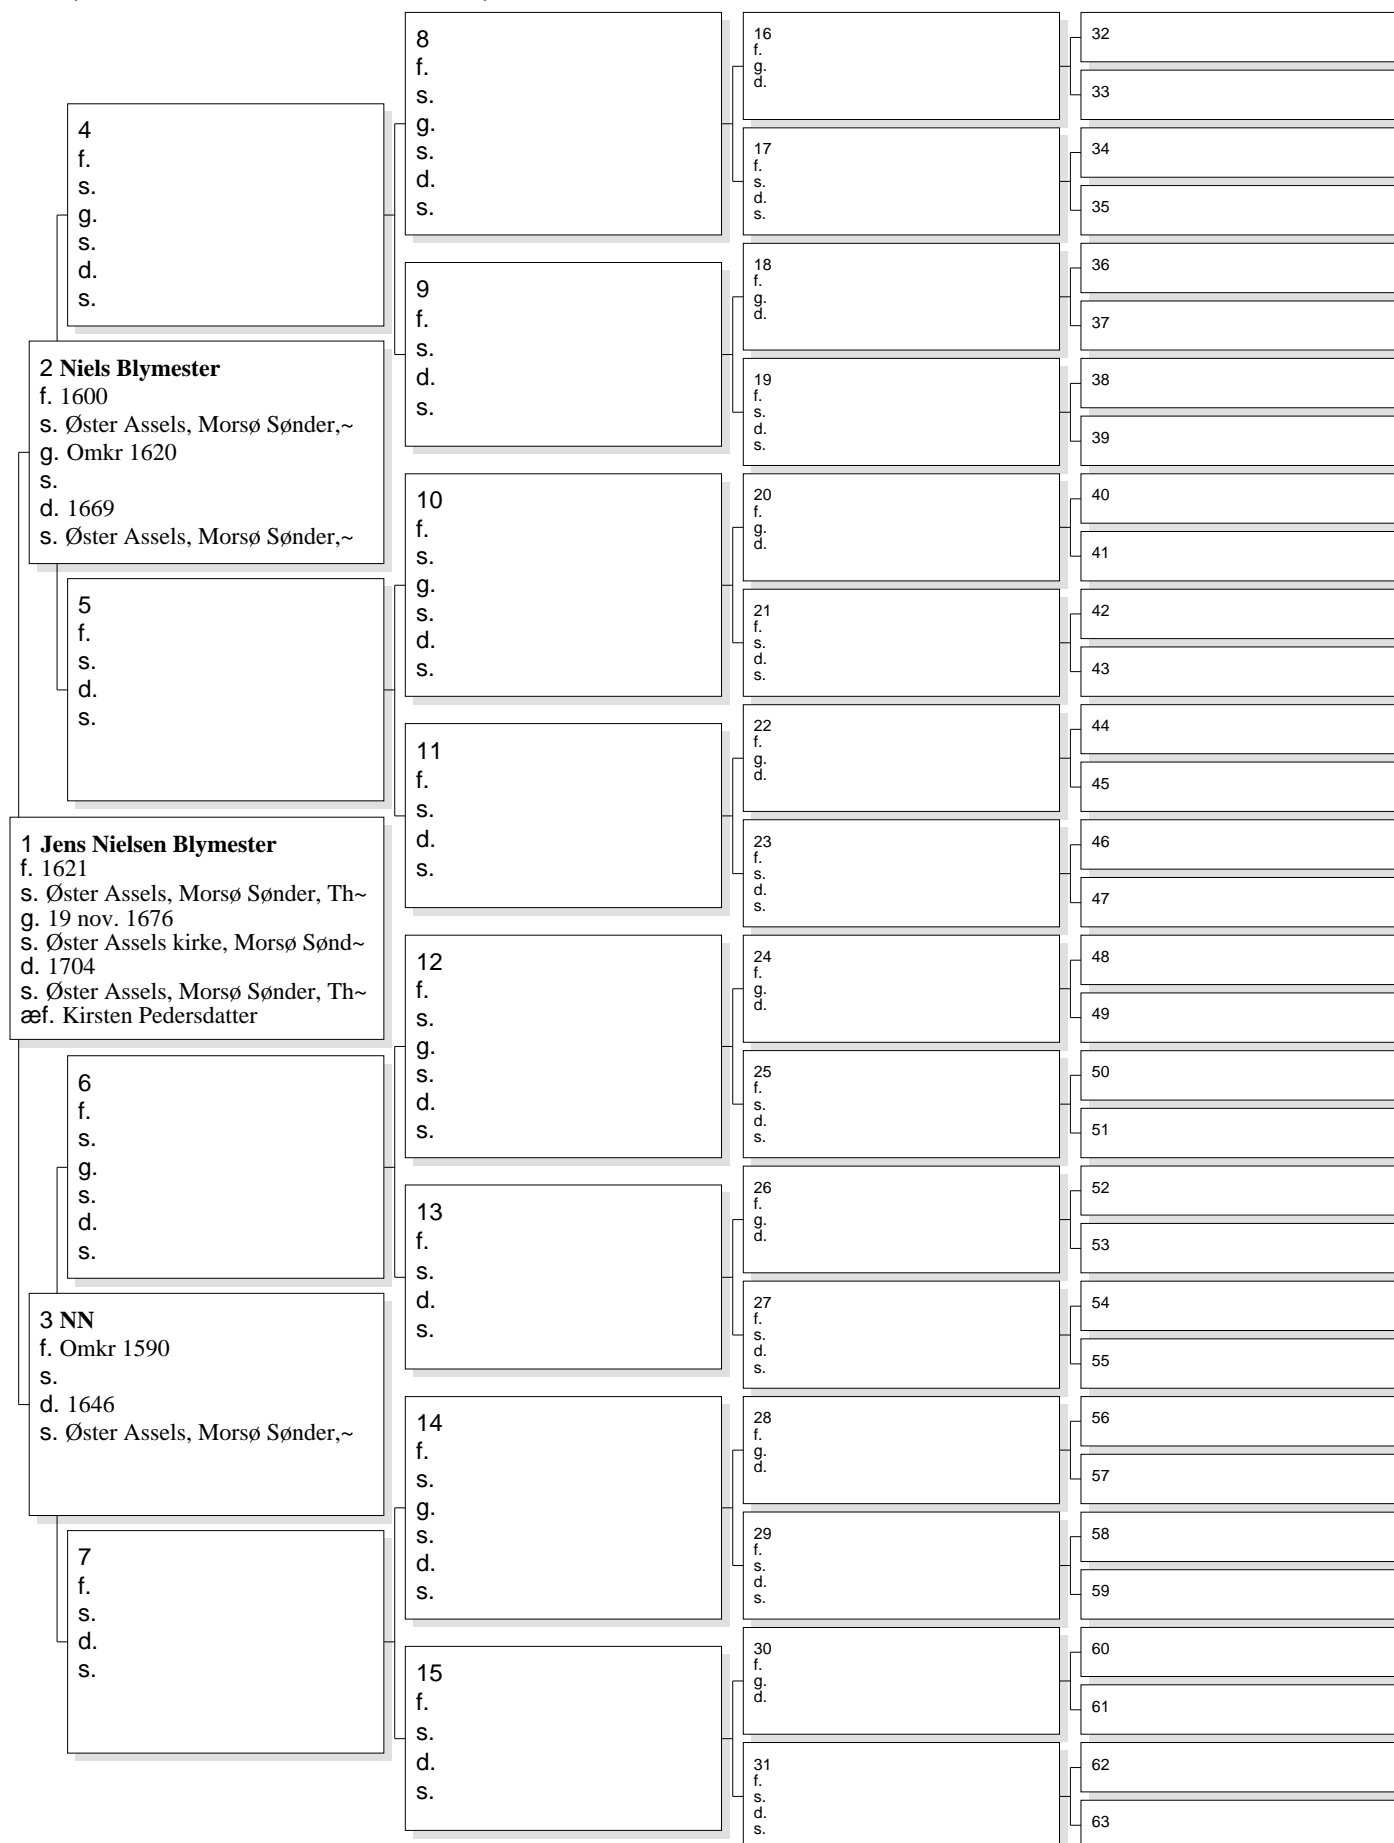 8
f.
s.
g.
s.
d.
s.
16
f.
g.
d.
32
33
4
f.
s.
g.
s.
d.
s.
17
f.
s.
d.
s.
34
35
9
f.
s.
d.
s.
18
f.
g.
d.
36
37
2 Niels Blymester
f. 1600
s. Øster Assels, Morsø Sønder,~
g. Omkr 1620
s.
d. 1669
s. Øster Assels, Morsø Sønder,~
19
f.
s.
d.
s.
38
39
10
f.
s.
g.
s.
d.
s.
20
f.
g.
d.
40
41
5
f.
s.
d.
s.
21
f.
s.
d.
s.
42
43
11
f.
s.
d.
s.
22
f.
g.
d.
44
45
1 Jens Nielsen Blymester
f. 1621
s. Øster Assels, Morsø Sønder, Th~
g. 19 nov. 1676
s. Øster Assels kirke, Morsø Sønd~
d. 1704
s. Øster Assels, Morsø Sønder, Th~
æf. Kirsten Pedersdatter
23
f.
s.
d.
s.
46
47
12
f.
s.
g.
s.
d.
s.
24
f.
g.
d.
48
49
6
f.
s.
g.
s.
d.
s.
25
f.
s.
d.
s.
50
51
13
f.
s.
d.
s.
26
f.
g.
d.
52
53
3 NN
f. Omkr 1590
s.
d. 1646
s. Øster Assels, Morsø Sønder,~
27
f.
s.
d.
s.
54
55
14
f.
s.
g.
s.
d.
s.
28
f.
g.
d.
56
57
7
f.
s.
d.
s.
29
f.
s.
d.
s.
58
59
15
f.
s.
d.
s.
30
f.
g.
d.
60
61
31
f.
s.
d.
s.
62
63